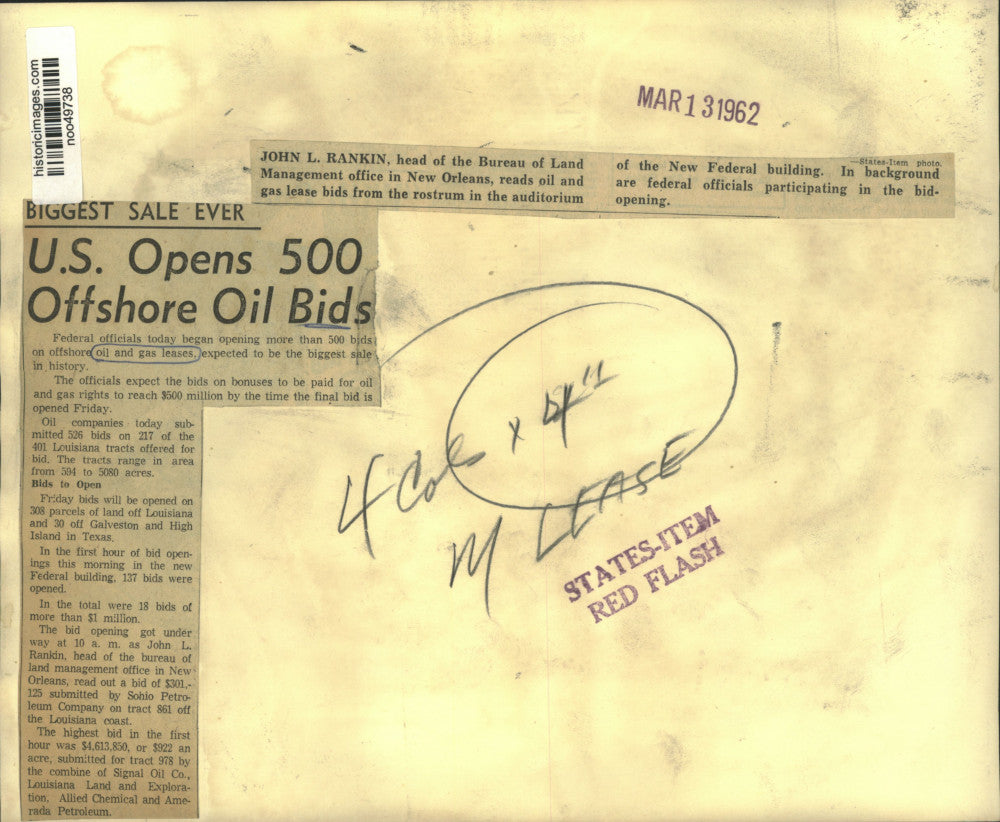 historicimages.com
noo49738
MAR 13 1962
JOHN L. RANKIN, head of the Bureau of Land
Management office in New Orleans, reads oil and
gas lease bids from the rostrum in the auditorium
—States-Item photo.
of the New Federal building. In background
are federal officials participating in the bid-
opening.
BIGGEST SALE EVER
U.S. Opens 500
Offshore Oil Bids
Federal officials today began opening more than 500 bids
on offshore oil and gas leases, expected to be the biggest sale
in history.
The officials expect the bids on bonuses to be paid for oil
and gas rights to reach $500 million by the time the final bid is
opened Friday.
Oil companies today sub-
mitted 526 bids on 217 of the
401 Louisiana tracts offered for
bid. The tracts range in area
from 594 to 5080 acres.
Bids to Open
Friday bids will be opened on
308 parcels of land off Louisiana
and 30 off Galveston and High
Island in Texas.
In the first hour of bid open-
ings this morning in the new
Federal building, 137 bids were
opened.
In the total were 18 bids of
more than $1 million.
The bid opening got under
way at 10 a. m. as John L.
Rankin, head of the bureau of
land management office in New
Orleans, read out a bid of $301,-
125 submitted by Sohio Petro-
leum Company on tract 861 off
the Louisiana coast.
The highest bid in the first
hour was $4,613,850, or $922 an
acre, submitted for tract 978 by
the combine of Signal Oil Co.,
Louisiana Land and Explora-
tion, Allied Chemical and Ame-
rada Petroleum.
4 Cols x 4"
M LEASE
STATES-ITEM
RED FLASH